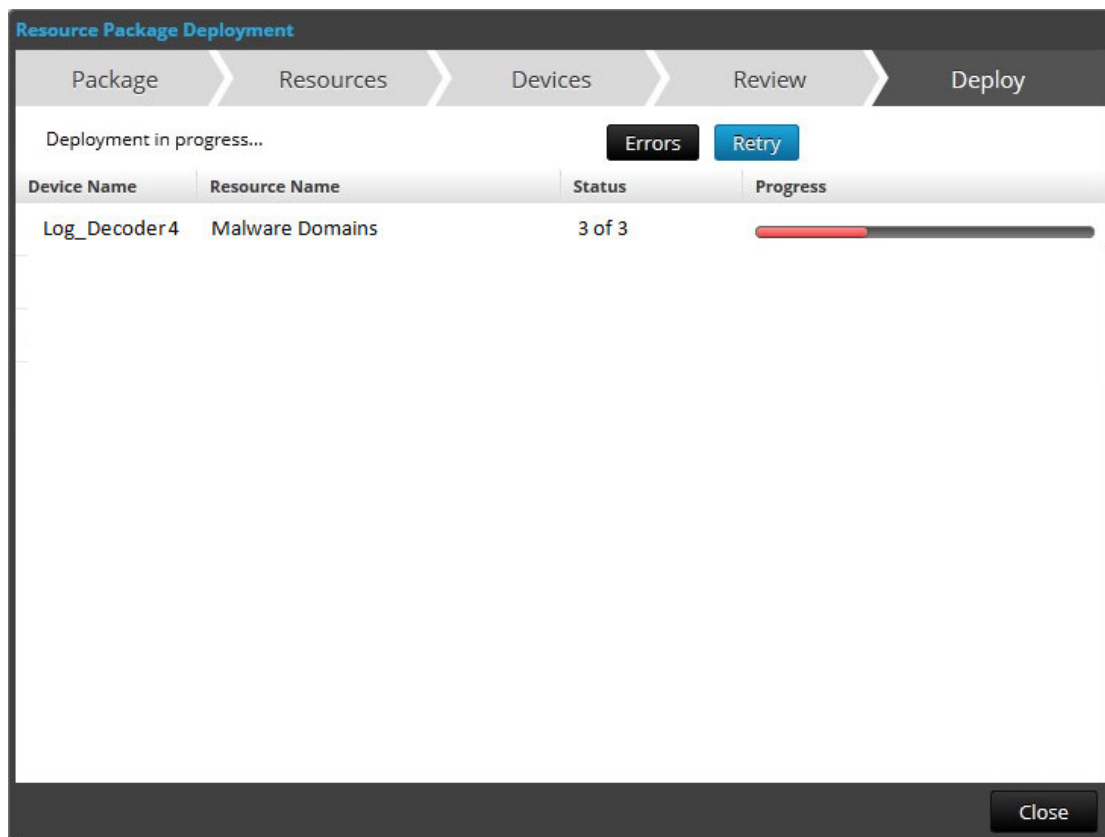 Resource Package Deployment
Package Resources Devices Review Deploy
Deployment in progress... Errors Retry
Device Name Resource Name Status Progress
Log_Decoder4 Malware Domains 3 of 3
Close